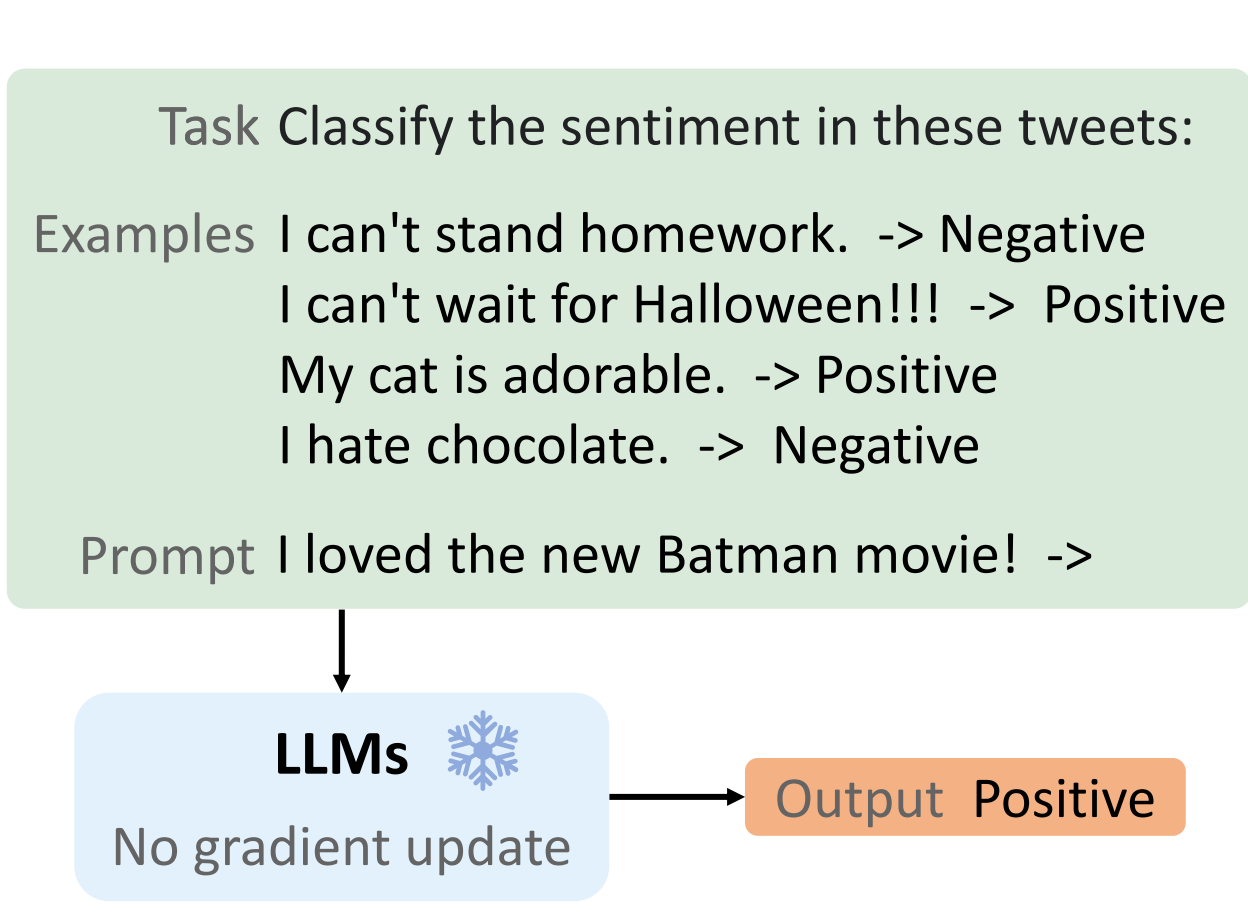 Task Classify the sentiment in these tweets:
Examples I can't stand homework. -> Negative
I can't wait for Halloween!!! -> Positive
My cat is adorable. -> Positive
I hate chocolate. -> Negative
Prompt I loved the new Batman movie! ->
LLMs
No gradient update
Output Positive